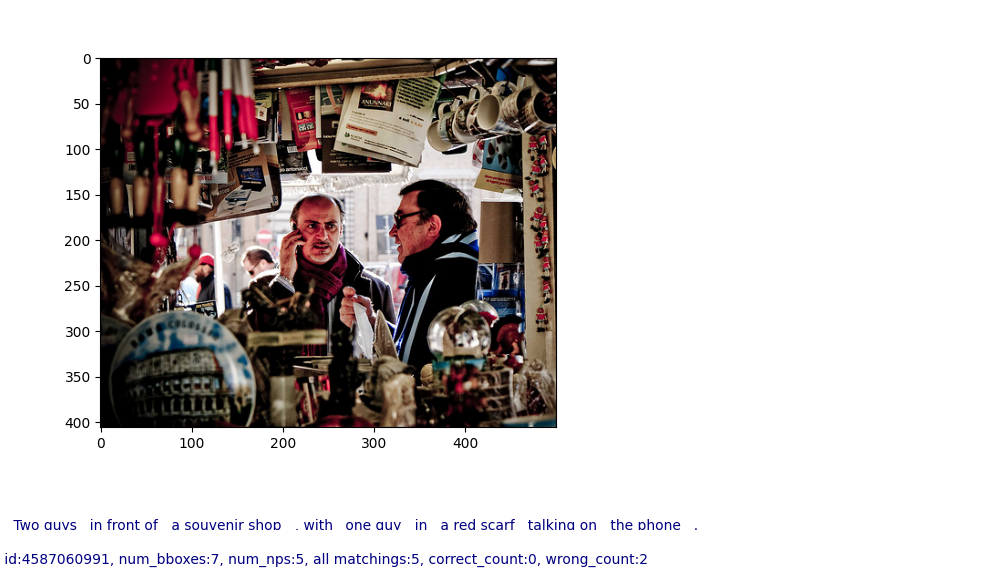 0
50
100
150
200
250
300
350
400
ANUNNAKI
0 100 200 300 400
Two guys in front of a souvenir shop , with one guy in a red scarf talking on the phone .
id:4587060991, num_bboxes:7, num_nps:5, all matchings:5, correct_count:0, wrong_count:2